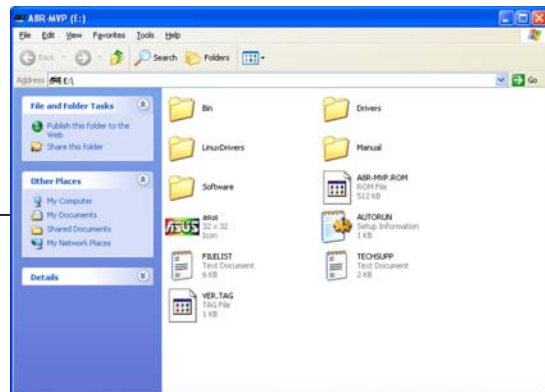 A8R-MVP (E:)
File Edit View Favorites Tools Help
Back Search Folders
Address E:\ Go
File and Folder Tasks
Publish this folder to the
Web
Share this folder
Other Places
My Computer
My Documents
Shared Documents
My Network Places
Details
Bin
Drivers
LinuxDrivers
Manual
Software
A8R-MVP.ROM
ROM File
512 KB
ASUS
asus
32 x 32
Icon
AUTORUN
Setup Information
1 KB
FILELIST
Text Document
6 KB
TECHSUPP
Text Document
2 KB
VER.TAG
TAG File
1 KB